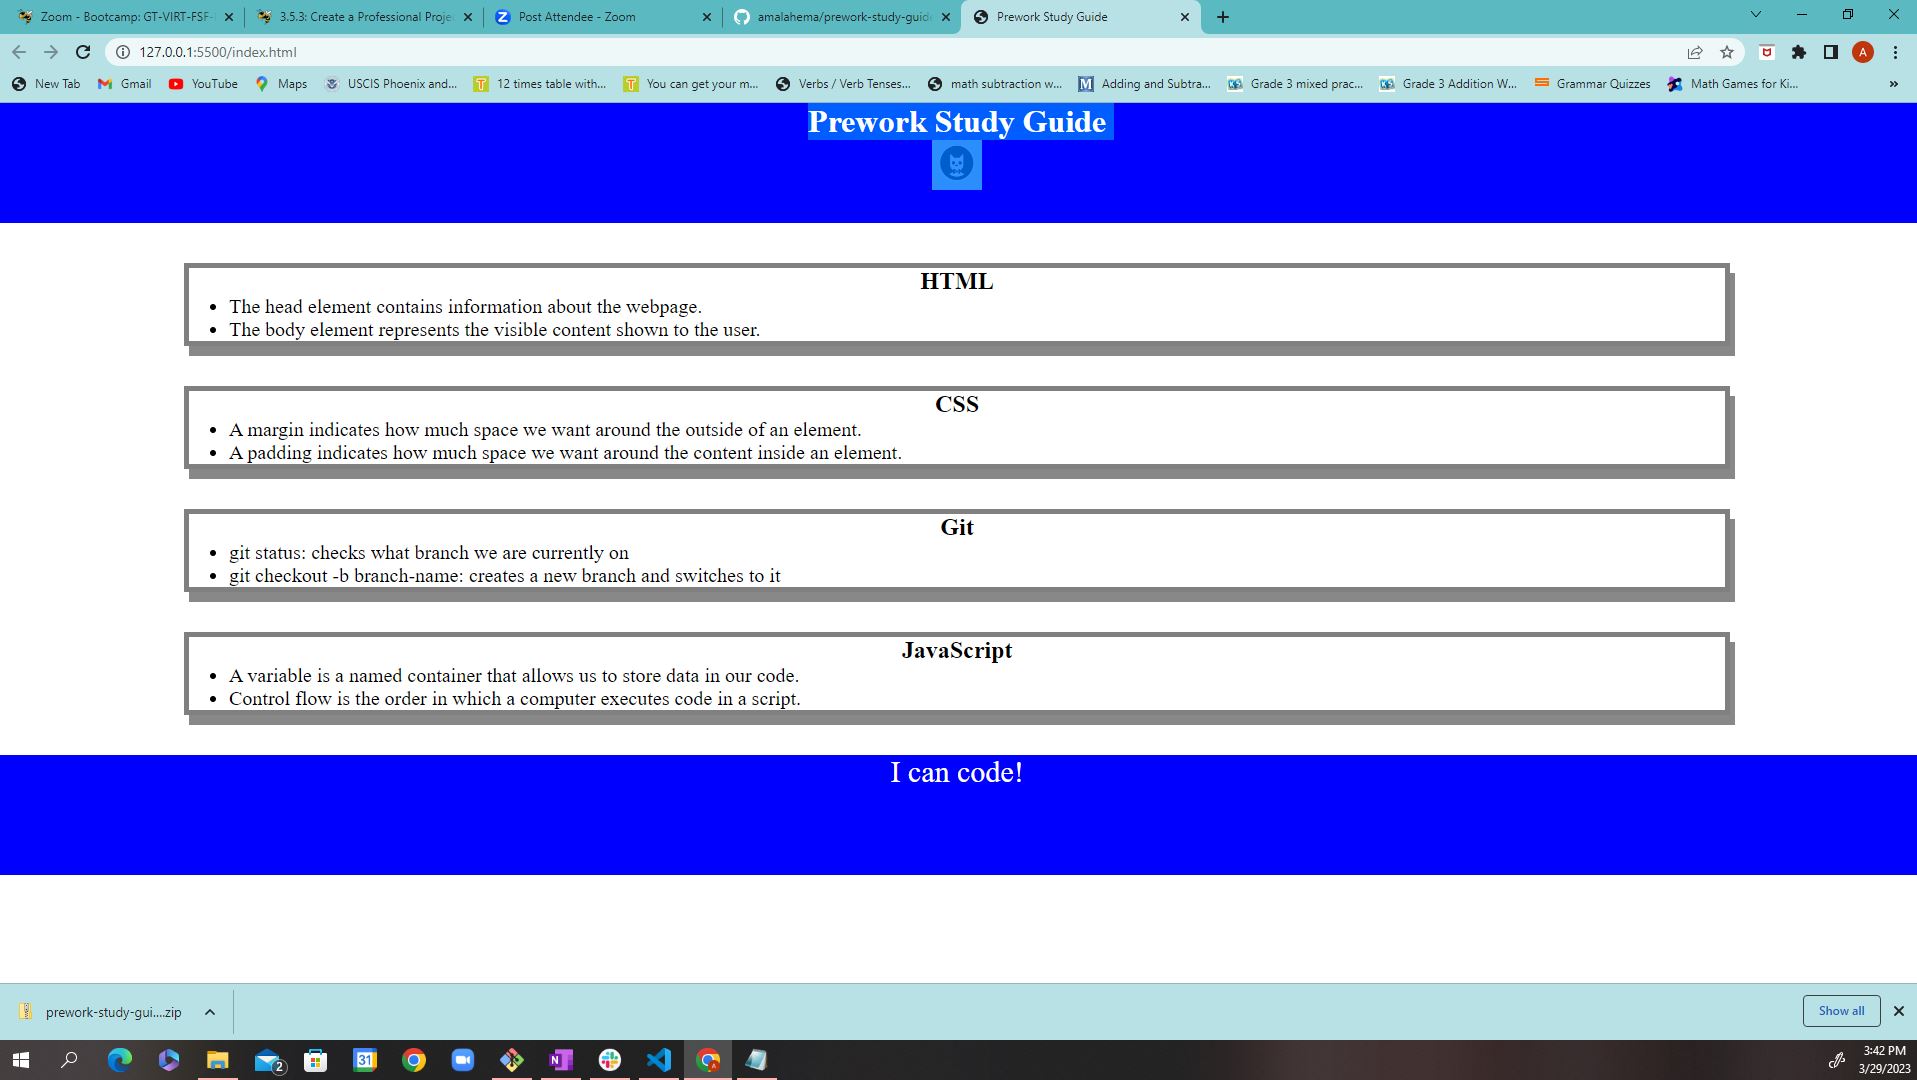 Zoom - Bootcamp: GT-VIRT-FSF-
3.5.3: Create a Professional Proje
Post Attendee - Zoom
amalahema/prework-study-guide
Prework Study Guide
127.0.0.1:5500/index.html
A
New Tab
Gmail
YouTube
Maps
USCIS Phoenix and...
12 times table with...
You can get your m...
Verbs / Verb Tenses...
math subtraction w...
Adding and Subtra...
Grade 3 mixed prac...
Grade 3 Addition W...
Grammar Quizzes
Math Games for Ki...
»
Prework Study Guide
HTML
• The head element contains information about the webpage.
• The body element represents the visible content shown to the user.
CSS
• A margin indicates how much space we want around the outside of an element.
• A padding indicates how much space we want around the content inside an element.
Git
• git status: checks what branch we are currently on
• git checkout -b branch-name: creates a new branch and switches to it
JavaScript
• A variable is a named container that allows us to store data in our code.
• Control flow is the order in which a computer executes code in a script.
I can code!
prework-study-gui....zip
Show all
2
31
3:42 PM
3/29/2023